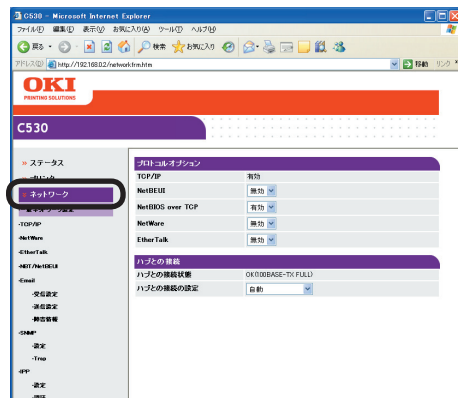 C530 - Microsoft Internet Explorer
ファイル(F) 編集(E) 表示(V) お気に入り(A) ツール(T) ヘルプ(H)
戻る 検索 お気に入り
アドレス(D) http://192.168.0.2/networkfrm.htm 移動 リンク
OKI
PRINTING SOLUTIONS
C530
» ステータス
» プリンタ
» ネットワーク
-TCP/IP
-NetWare
-EtherTalk
-NBT/NetBEUI
-Email
-受信設定
-送信設定
-障害情報
-SNMP
-設定
-Trap
-IPP
-設定
プロトコルオプション
TCP/IP 有効
NetBEUI 無効
NetBIOS over TCP 有効
NetWare 無効
EtherTalk 無効
ハブとの接続
ハブとの接続状態 OK(100BASE-TX FULL)
ハブとの接続の設定 自動